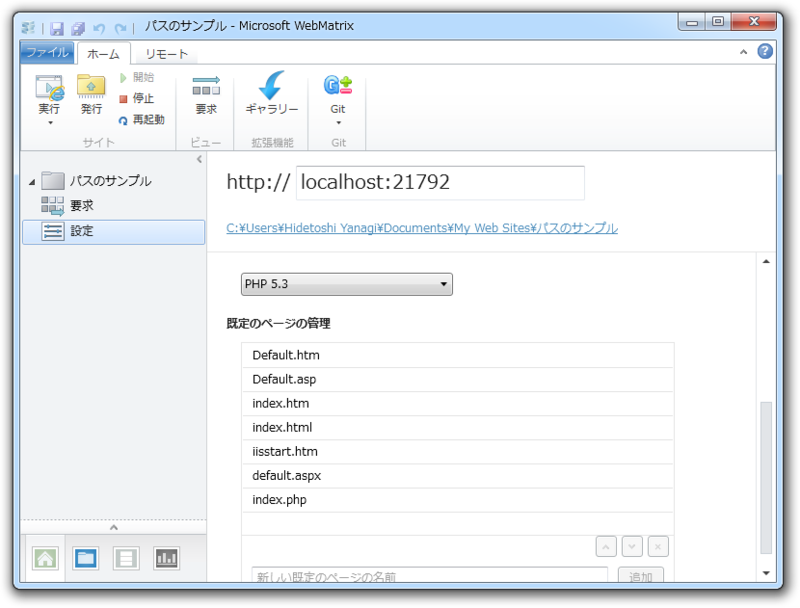 パスのサンプル - Microsoft WebMatrix
ファイル ホーム リモート
実行 発行 開始 停止 再起動 要求 ギャラリー Git
サイト ビュー 拡張機能 Git
パスのサンプル
要求
設定
http:// localhost:21792
C:¥Users¥Hidetoshi Yanagi¥Documents¥My Web Sites¥パスのサンプル
PHP 5.3
既定のページの管理
Default.htm
Default.asp
index.htm
index.html
iisstart.htm
default.aspx
index.php
新しい既定のページの名前 追加